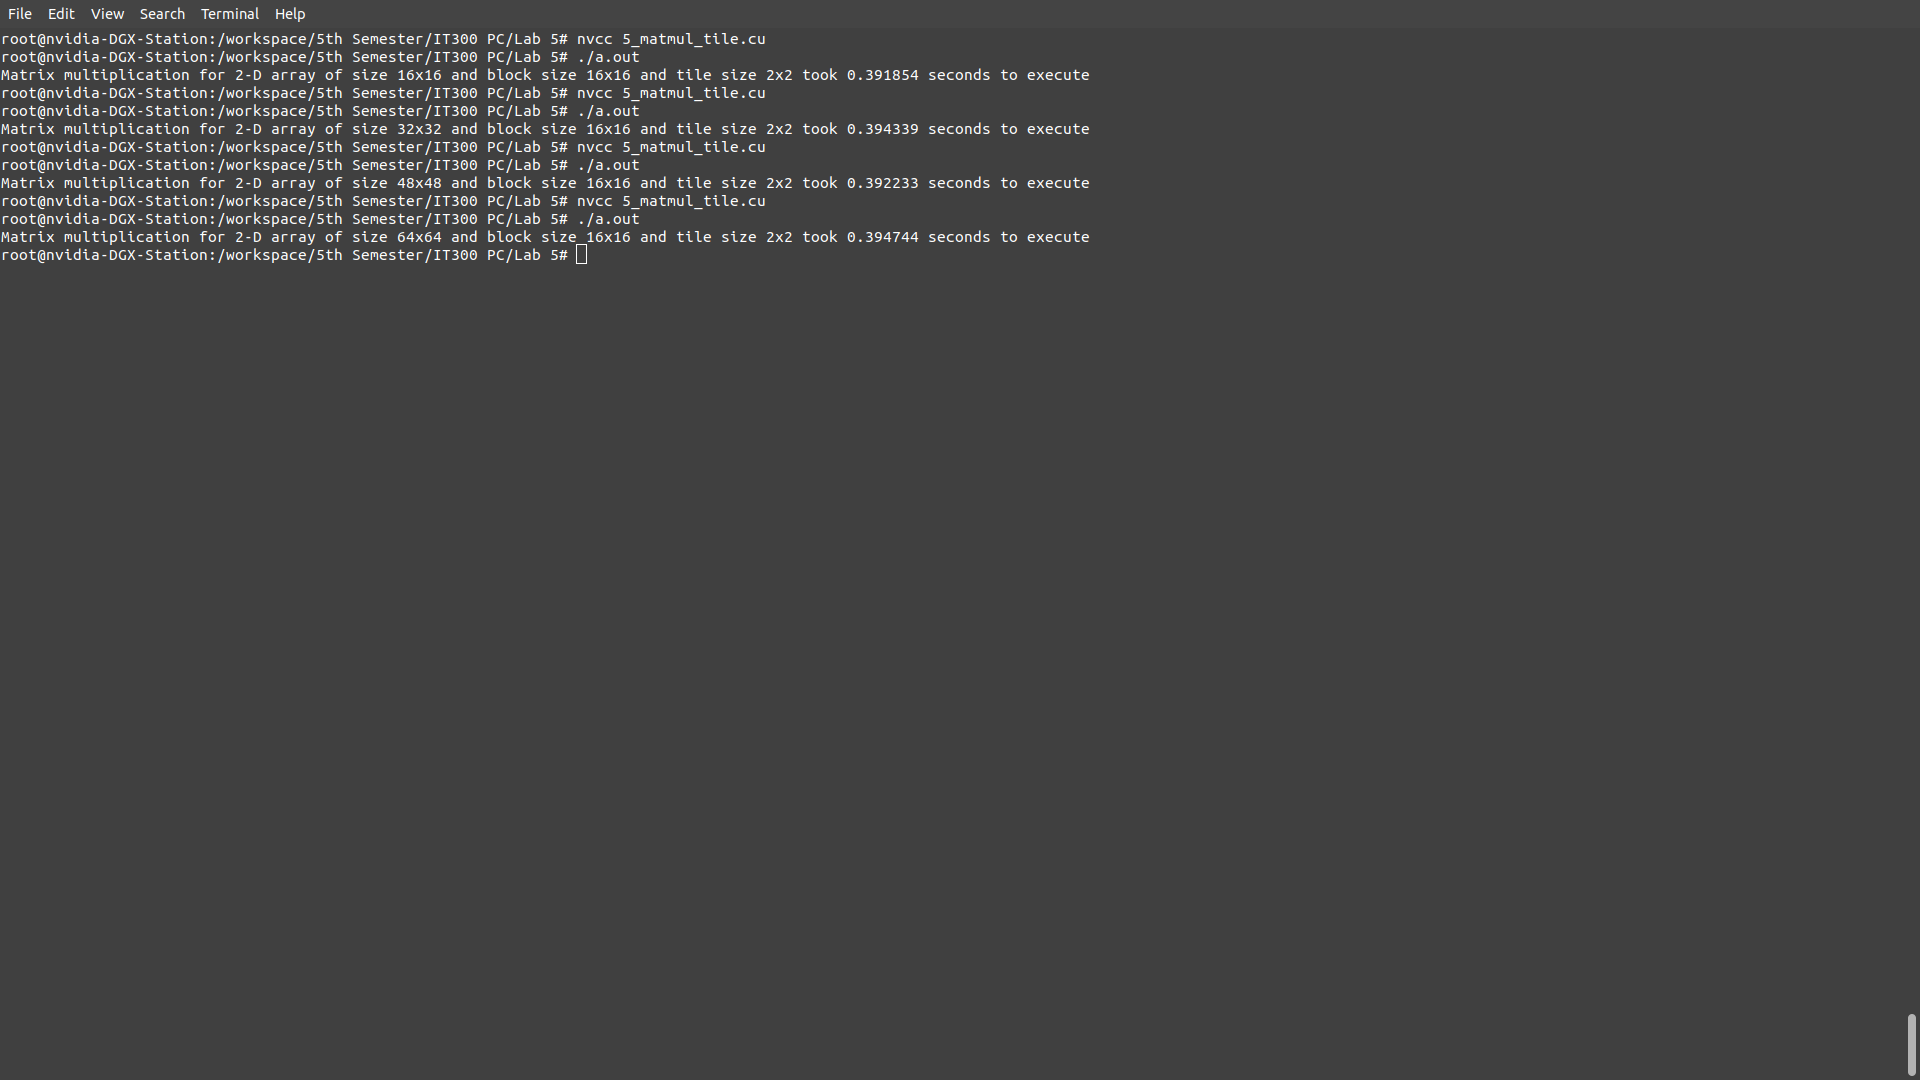 File Edit View Search Terminal Help
root@nvidia-DGX-Station:/workspace/5th Semester/IT300 PC/Lab 5# nvcc 5_matmul_tile.cu
root@nvidia-DGX-Station:/workspace/5th Semester/IT300 PC/Lab 5# ./a.out
Matrix multiplication for 2-D array of size 16x16 and block size 16x16 and tile size 2x2 took 0.391854 seconds to execute
root@nvidia-DGX-Station:/workspace/5th Semester/IT300 PC/Lab 5# nvcc 5_matmul_tile.cu
root@nvidia-DGX-Station:/workspace/5th Semester/IT300 PC/Lab 5# ./a.out
Matrix multiplication for 2-D array of size 32x32 and block size 16x16 and tile size 2x2 took 0.394339 seconds to execute
root@nvidia-DGX-Station:/workspace/5th Semester/IT300 PC/Lab 5# nvcc 5_matmul_tile.cu
root@nvidia-DGX-Station:/workspace/5th Semester/IT300 PC/Lab 5# ./a.out
Matrix multiplication for 2-D array of size 48x48 and block size 16x16 and tile size 2x2 took 0.392233 seconds to execute
root@nvidia-DGX-Station:/workspace/5th Semester/IT300 PC/Lab 5# nvcc 5_matmul_tile.cu
root@nvidia-DGX-Station:/workspace/5th Semester/IT300 PC/Lab 5# ./a.out
Matrix multiplication for 2-D array of size 64x64 and block size 16x16 and tile size 2x2 took 0.394744 seconds to execute
root@nvidia-DGX-Station:/workspace/5th Semester/IT300 PC/Lab 5#